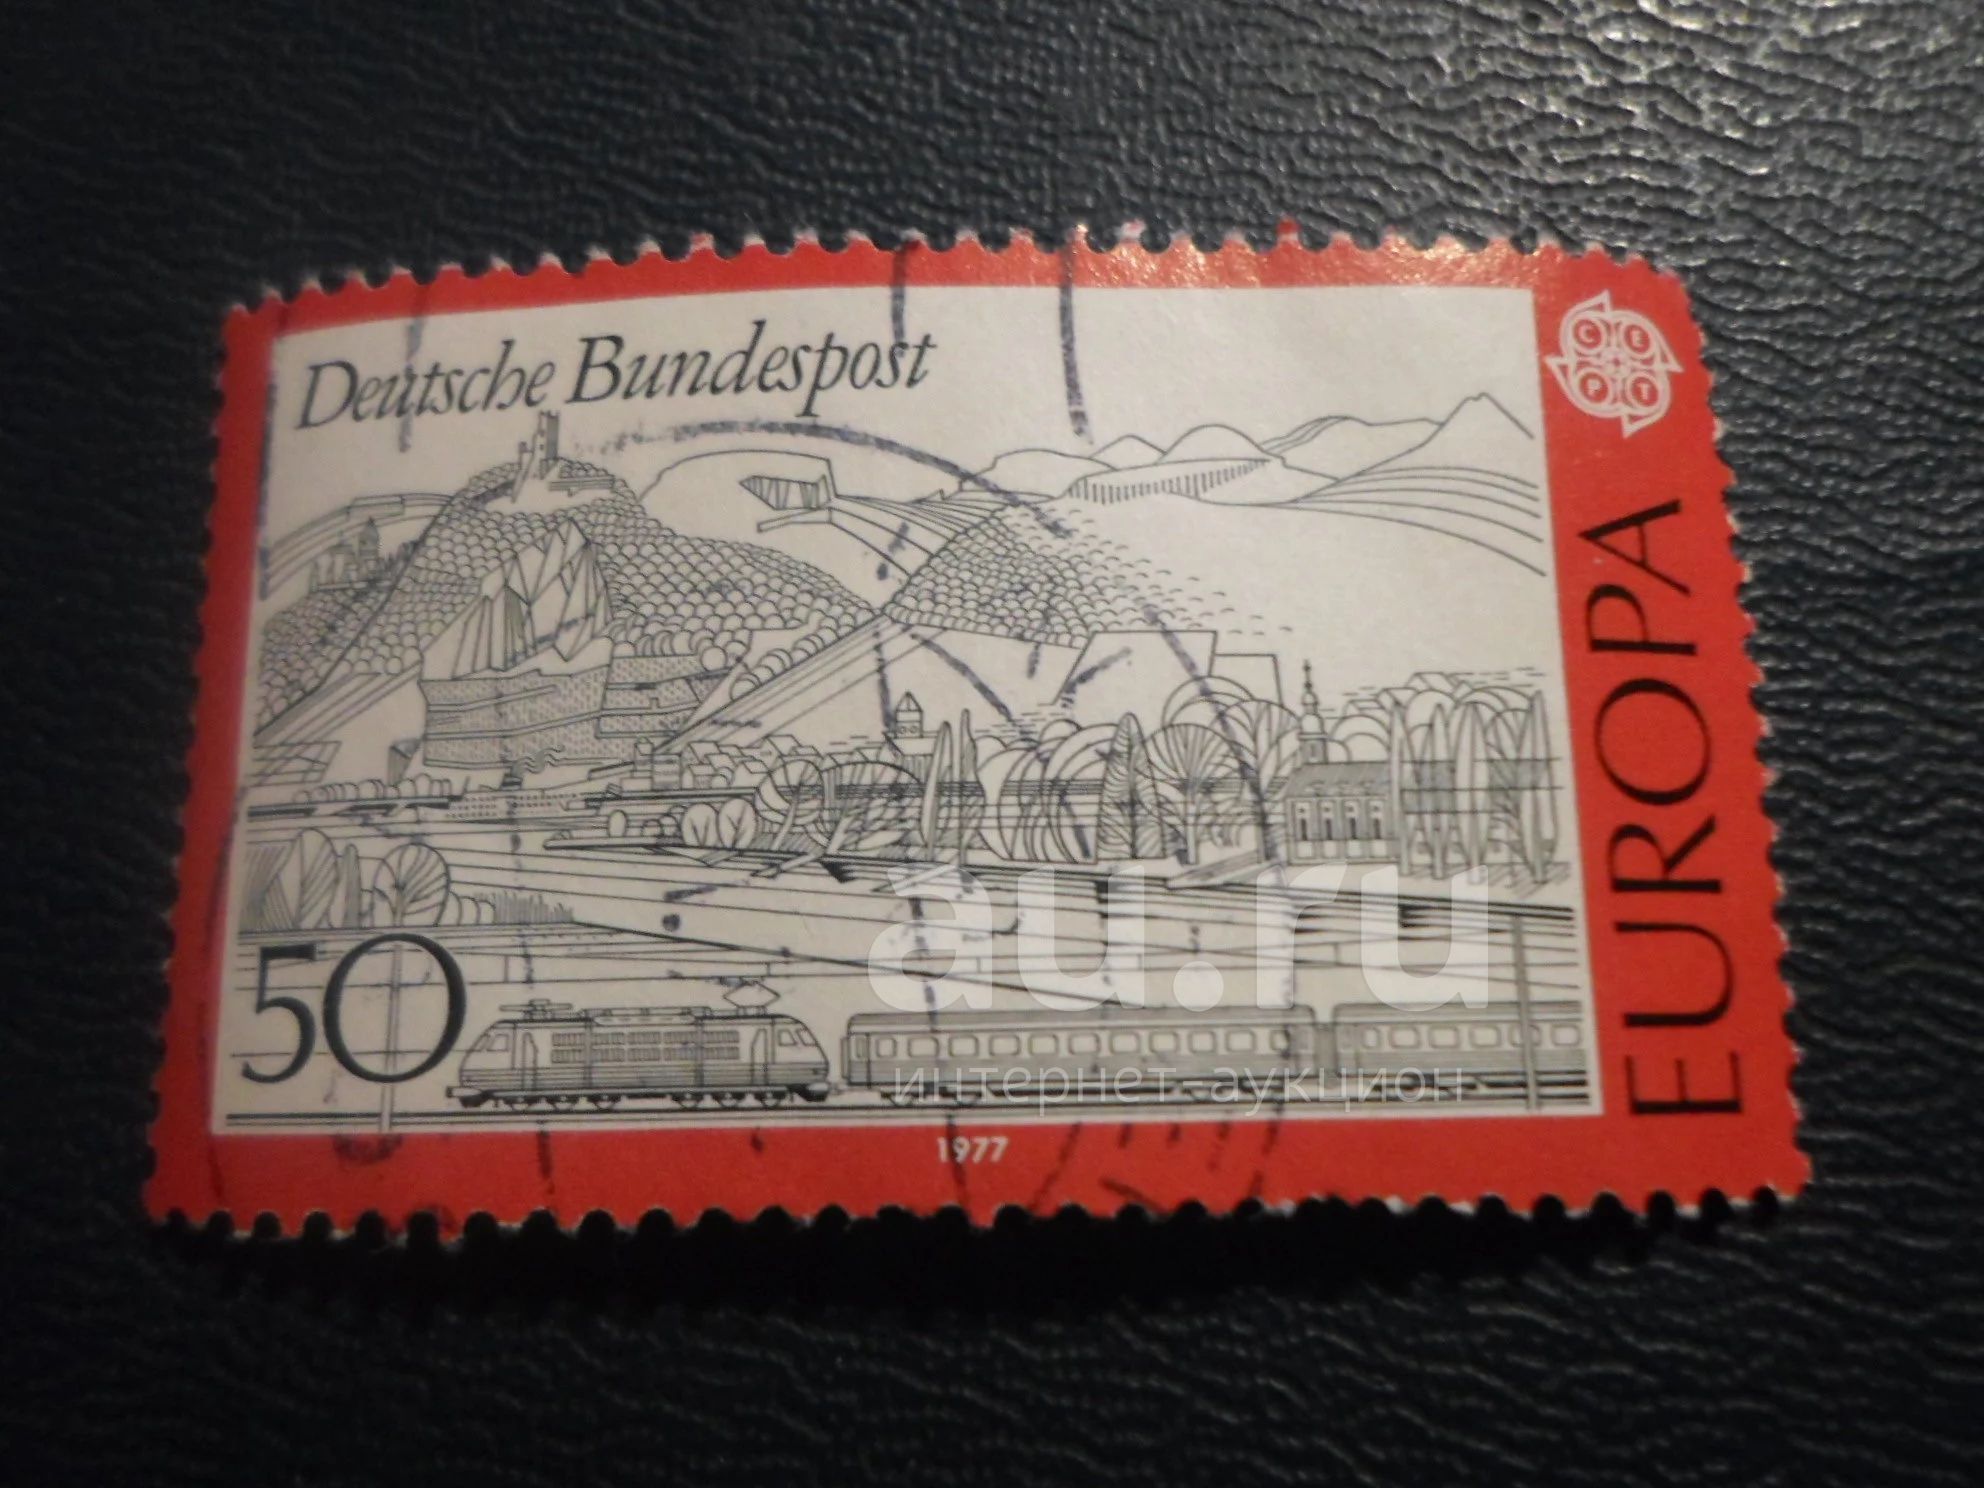 Deutsche Bundespost
CEPT
EUROPA
50
1977
au.ru
интернет-аукцион